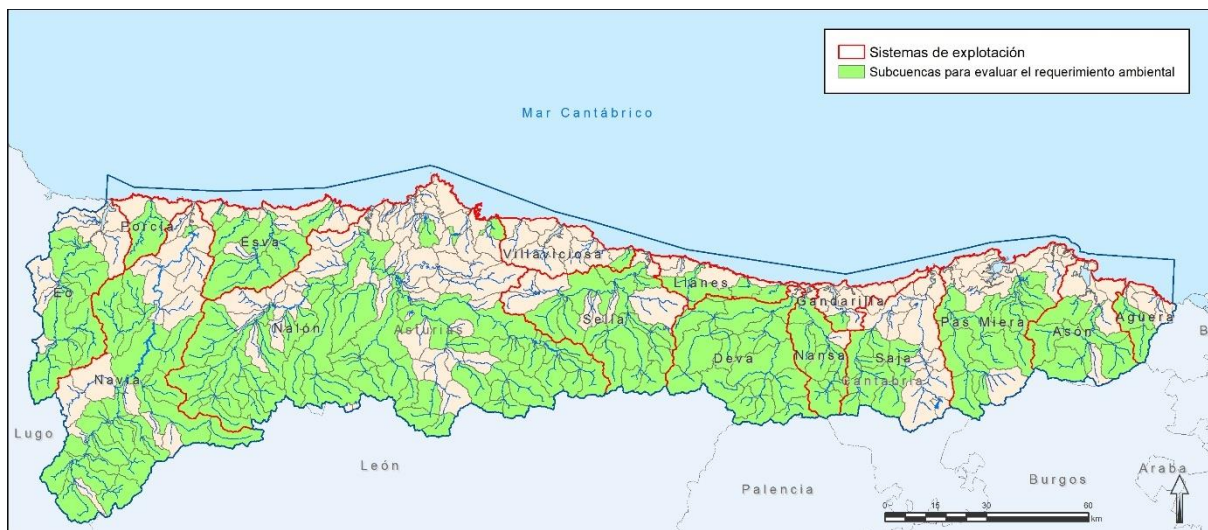 Sistemas de explotación
Subcuencas para evaluar el requerimiento ambiental
Mar Cantábrico
Porcía
Esva
Villaviciosa
Eo
Llanes
Gandarilla
Agüera
Nalón
Asturias
Sella
Pas Miera
Asón
Navia
Deva
Nansa
Saja
Cantabria
Lugo
León
Palencia
Burgos
Araba
B
0 15 30 60
km